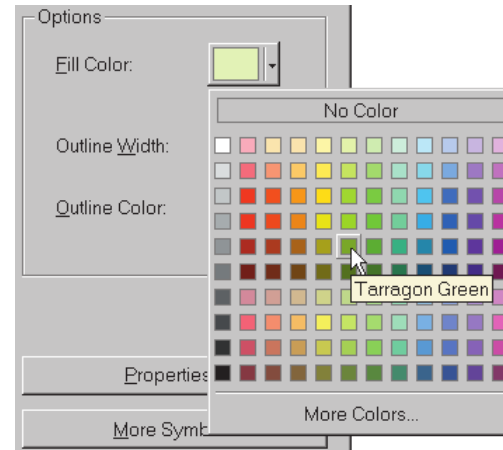 Options
Fill Color:
No Color
Outline Width:
Outline Color:
Tarragon Green
Properties
More Symb
More Colors...